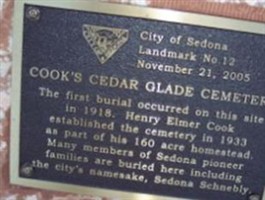 City of Sedona
Landmark No.12
November 21, 2005
COOK'S CEDAR GLADE CEMETER
The first burial occurred on this site
in 1918. Henry Elmer Cook
established the cemetery in 1933
as part of his 160 acre homestead.
Many members of Sedona pioneer
families are buried here including
the city's namesake, Sedona Schnebly.